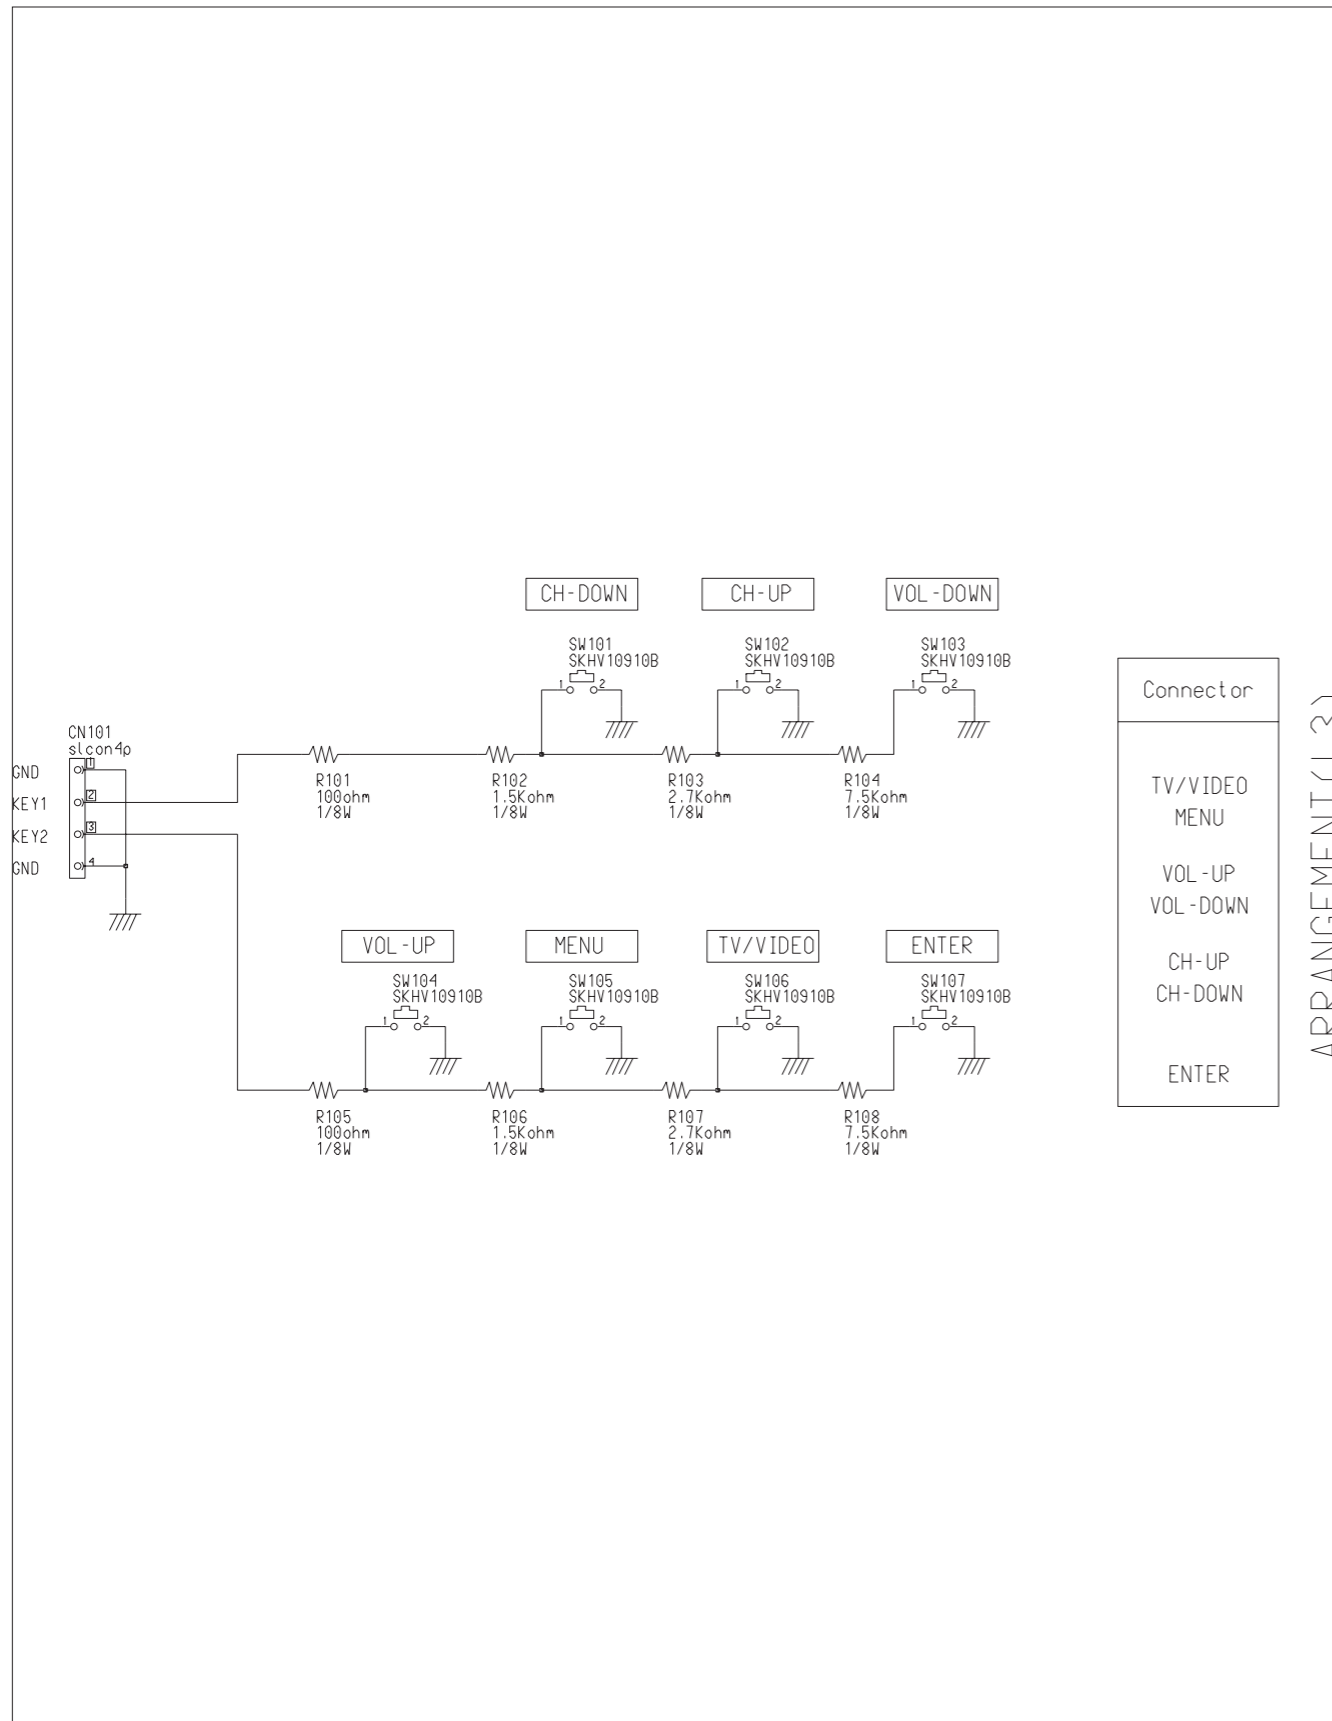 CH-DOWN
CH-UP
VOL-DOWN
SW101
SKHV10910B
1
2
SW102
SKHV10910B
1
2
SW103
SKHV10910B
1
2
CN101
slcon4p
GND
1
KEY1
2
KEY2
3
GND
4
R101
100ohm
1/8W
R102
1.5Kohm
1/8W
R103
2.7Kohm
1/8W
R104
7.5Kohm
1/8W
VOL-UP
MENU
TV/VIDEO
ENTER
SW104
SKHV10910B
1
2
SW105
SKHV10910B
1
2
SW106
SKHV10910B
1
2
SW107
SKHV10910B
1
2
R105
100ohm
1/8W
R106
1.5Kohm
1/8W
R107
2.7Kohm
1/8W
R108
7.5Kohm
1/8W
Connector
TV/VIDEO
MENU
VOL-UP
VOL-DOWN
CH-UP
CH-DOWN
ENTER